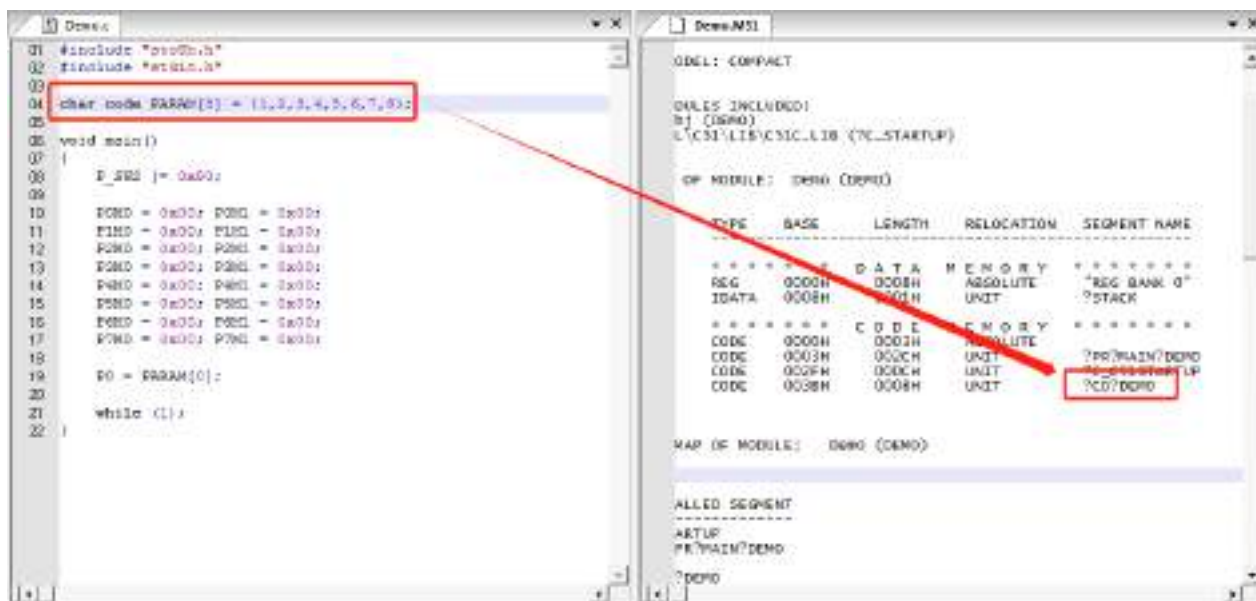 Demo.c
01 #include
02 #include
03
04 char code PARAM[8] = {1,2,3,4,5,6,7,8};
05
06 void main()
07 {
08 P_SW2 |= 0x80;
09
10 P0M0 = 0x00; P0M1 = 0x00;
11 P1M0 = 0x00; P1M1 = 0x00;
12 P2M0 = 0x00; P2M1 = 0x00;
13 P3M0 = 0x00; P3M1 = 0x00;
14 P4M0 = 0x00; P4M1 = 0x00;
15 P5M0 = 0x00; P5M1 = 0x00;
16 P6M0 = 0x00; P6M1 = 0x00;
17 P7M0 = 0x00; P7M1 = 0x00;
18
19 P0 = PARAM[0];
20
21 while (1);
22 }
Demo.M51
ODEL: COMPACT
DULES INCLUDED:
bj (DEMO)
L\C51\LIB\C51C.LIB (?C_STARTUP)
OF MODULE: Demo (DEMO)
TYPE BASE LENGTH RELOCATION SEGMENT NAME
* * * * * * * D A T A M E M O R Y * * * * * * *
REG 0000H 0008H ABSOLUTE "REG BANK 0"
IDATA 0008H 0001H UNIT ?STACK
* * * * * * * C O D E M E M O R Y * * * * * * *
CODE 0000H 0003H ABSOLUTE
CODE 0003H 002CH UNIT ?PR?MAIN?DEMO
CODE 002FH 000CH UNIT ?C_C51STARTUP
CODE 003BH 0008H UNIT ?CO?DEMO
MAP OF MODULE: Demo (DEMO)
ALLED SEGMENT
ARTUP
PR?MAIN?DEMO
?DEMO